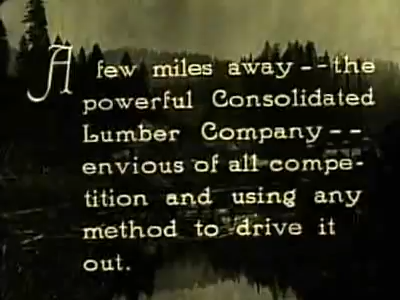 A few miles away--the
powerful Consolidated
Lumber Company--
envious of all compe-
tition and using any
method to drive it
out.